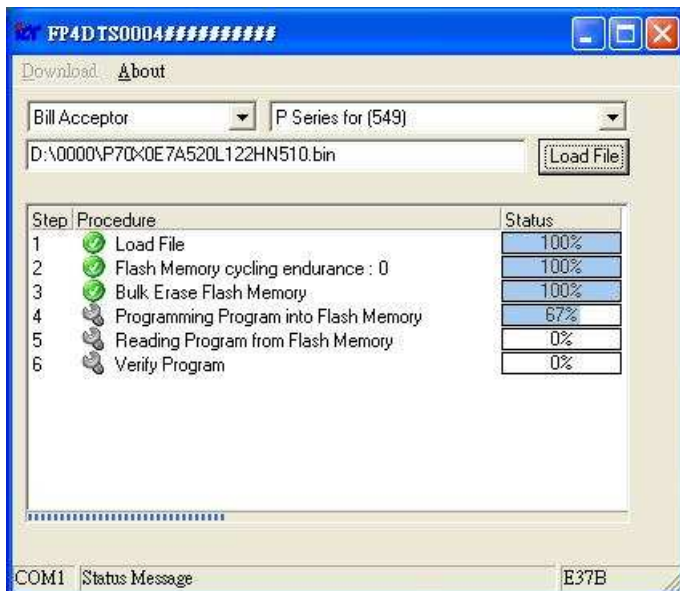 FP4DTS0004##########
Download About
Bill Acceptor P Series for (549)
D:\0000\P70X0E7A520L122HN510.bin Load File
Step Procedure Status
1 Load File 100%
2 Flash Memory cycling endurance : 0 100%
3 Bulk Erase Flash Memory 100%
4 Programming Program into Flash Memory 67%
5 Reading Program from Flash Memory 0%
6 Verify Program 0%
COM1 Status Message E37B